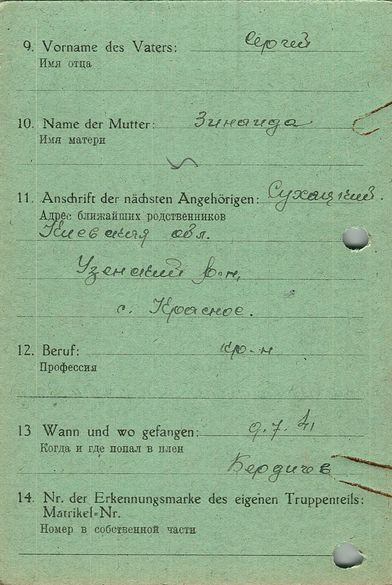 9. Vorname des Vaters: Сергей
Имя отца
10. Name der Mutter: Зинаида
Имя матери
11. Anschrift der nächsten Angehörigen: Сухацкий.
Адрес ближайших родственников
Киевская обл.
Узенский р-н,
с. Красное.
12. Beruf: кр-н
Профессия
13 Wann und wo gefangen: 9.7.41
Когда и где попал в плен
Бердичев
14. Nr. der Erkennungsmarke des eigenen Truppenteils:
Matrikel-Nr.
Номер в собственной части